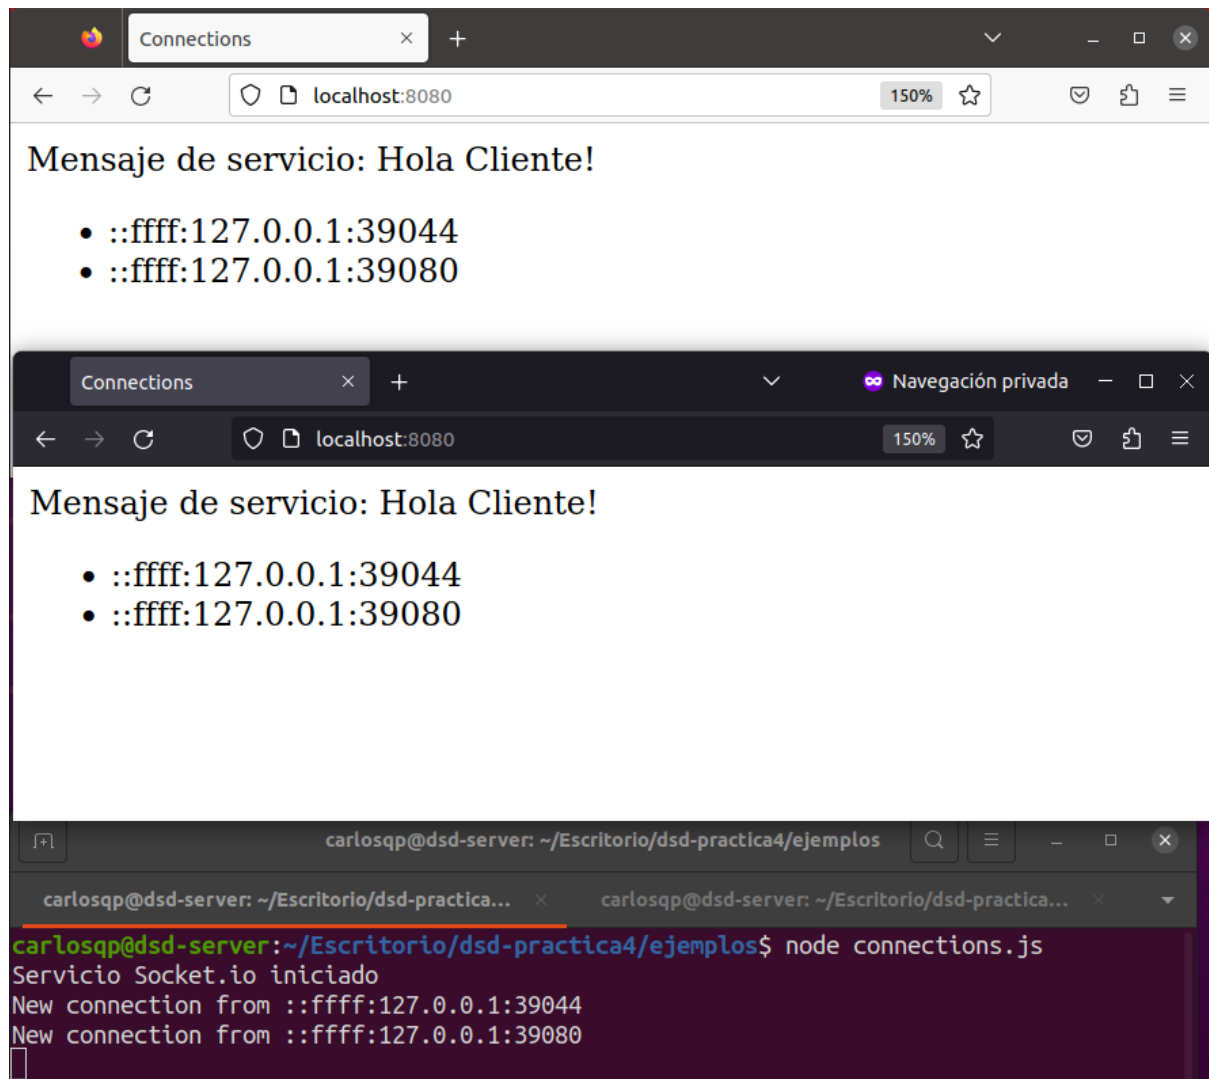 Connections
localhost:8080 150%
Mensaje de servicio: Hola Cliente!
• ::ffff:127.0.0.1:39044
• ::ffff:127.0.0.1:39080
Connections Navegación privada
localhost:8080 150%
Mensaje de servicio: Hola Cliente!
• ::ffff:127.0.0.1:39044
• ::ffff:127.0.0.1:39080
carlosqp@dsd-server: ~/Escritorio/dsd-practica4/ejemplos
carlosqp@dsd-server: ~/Escritorio/dsd-practica... carlosqp@dsd-server: ~/Escritorio/dsd-practica...
carlosqp@dsd-server:~/Escritorio/dsd-practica4/ejemplos$ node connections.js
Servicio Socket.io iniciado
New connection from ::ffff:127.0.0.1:39044
New connection from ::ffff:127.0.0.1:39080